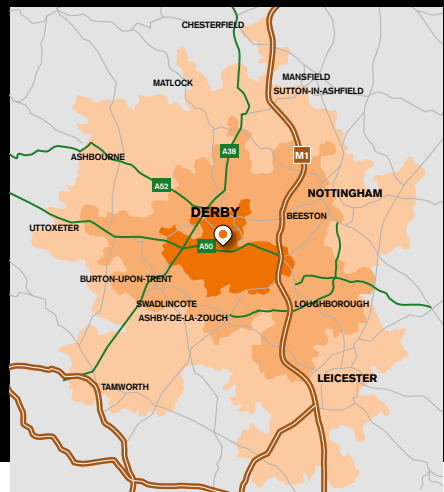 CHESTERFIELD
MANSFIELD
MATLOCK
SUTTON-IN-ASHFIELD
A38
M1
ASHBOURNE
A52
NOTTINGHAM
DERBY
BEESTON
UTTOXETER
A50
BURTON-UPON-TRENT
SWADLINCOTE
LOUGHBOROUGH
ASHBY-DE-LA-ZOUCH
LEICESTER
TAMWORTH